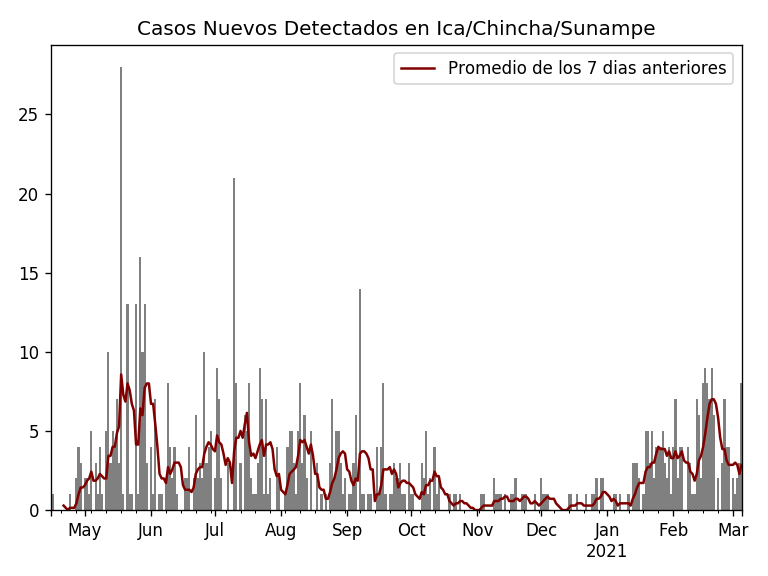 Casos Nuevos Detectados en Ica/Chincha/Sunampe
Promedio de los 7 dias anteriores
25
20
15
10
5
0
May Jun Jul Aug Sep Oct Nov Dec Jan Feb Mar
2021